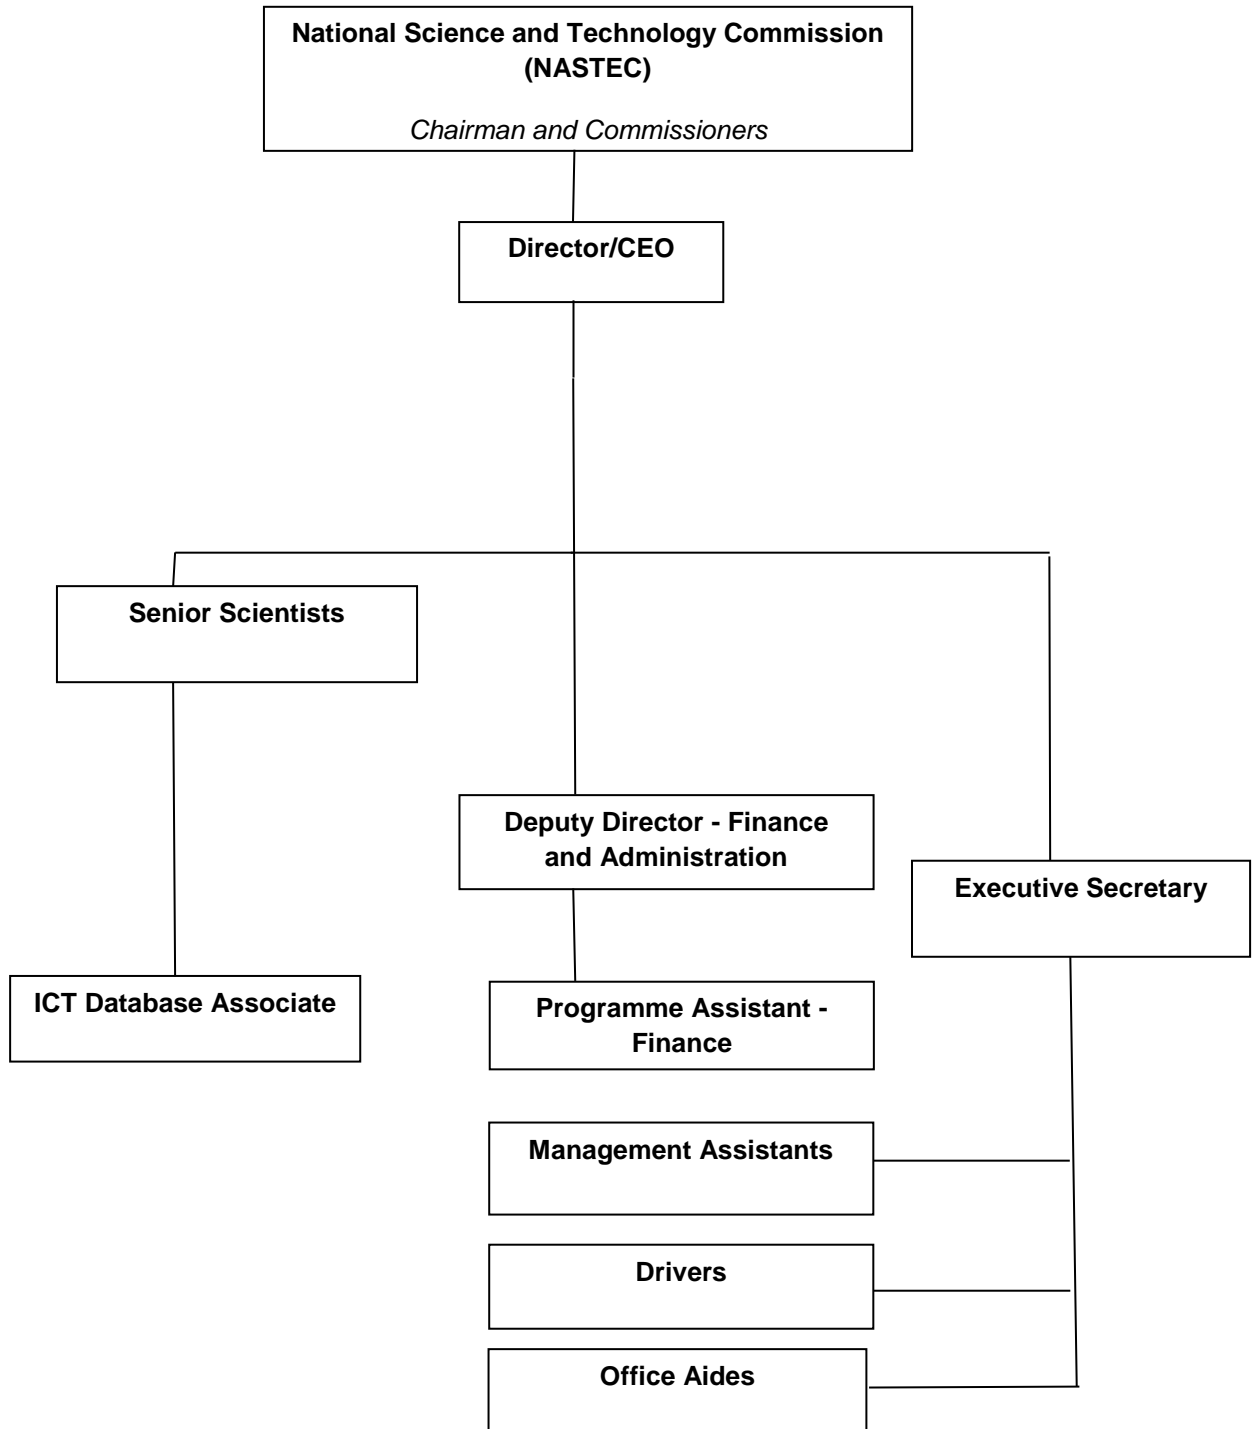 National Science and Technology Commission
(NASTEC)
Chairman and Commissioners
Director/CEO
Senior Scientists
Deputy Director - Finance
and Administration
Executive Secretary
ICT Database Associate
Programme Assistant -
Finance
Management Assistants
Drivers
Office Aides